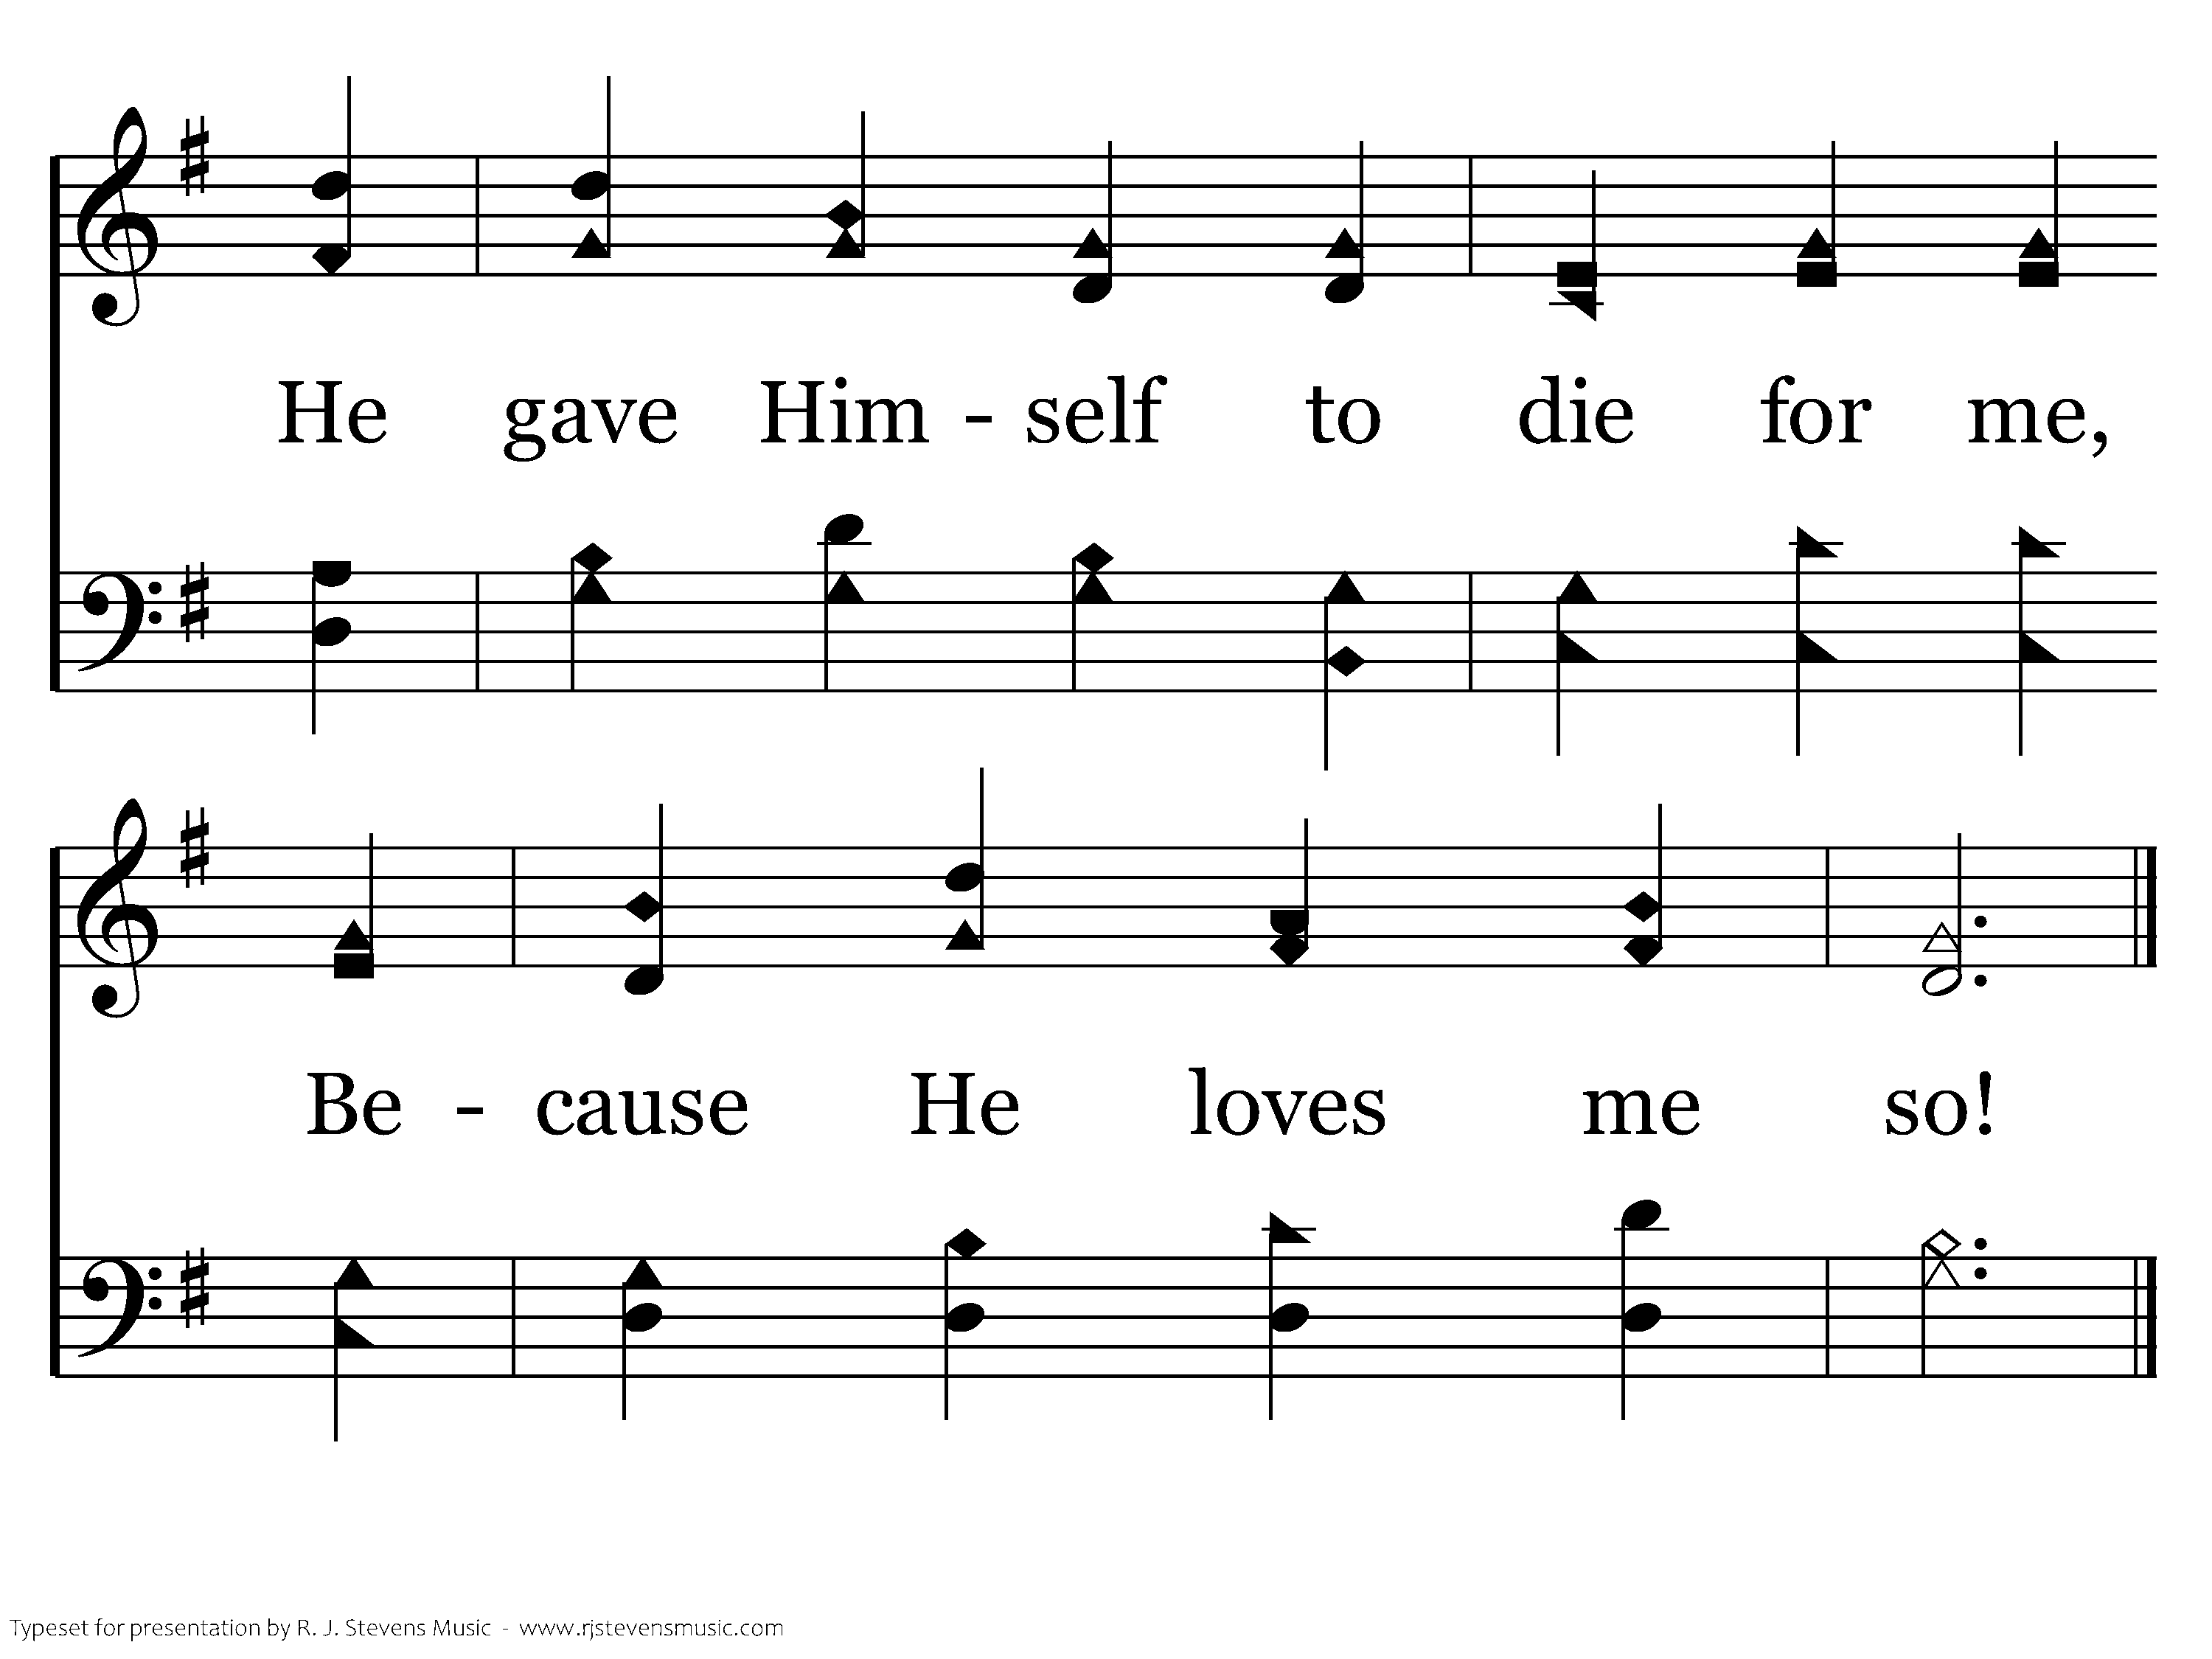 He gave Him - self to die for me,
Be - cause He loves me so!
Typeset for presentation by R. J. Stevens Music - www.rjstevensmusic.com